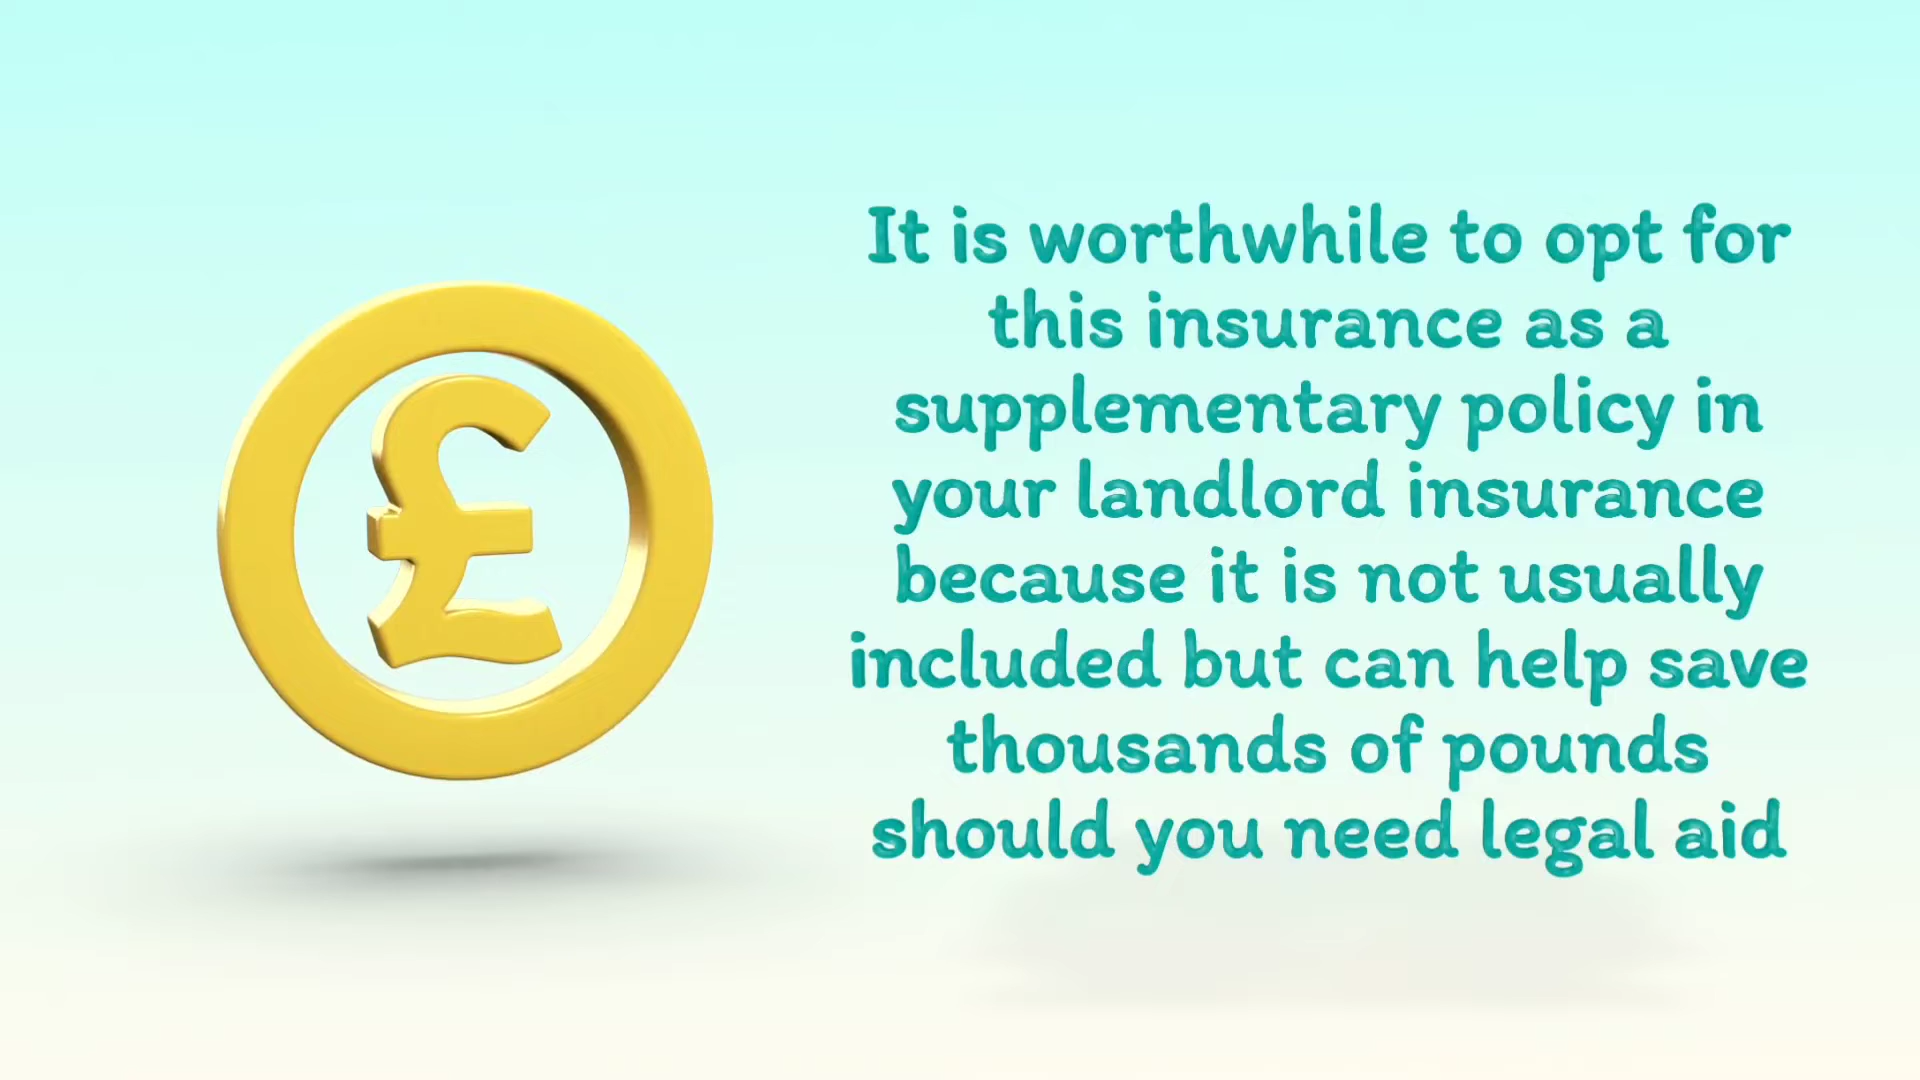 It is worthwhile to opt for
this insurance as a
supplementary policy in
your landlord insurance
because it is not usually
included but can help save
thousands of pounds
should you need legal aid
£